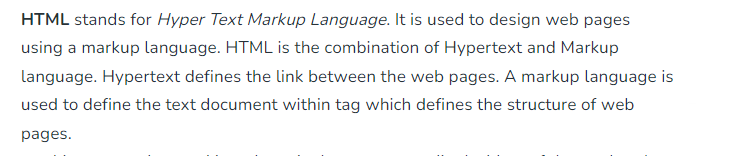 HTML stands for Hyper Text Markup Language. It is used to design web pages
using a markup language. HTML is the combination of Hypertext and Markup
language. Hypertext defines the link between the web pages. A markup language is
used to define the text document within tag which defines the structure of web
pages.